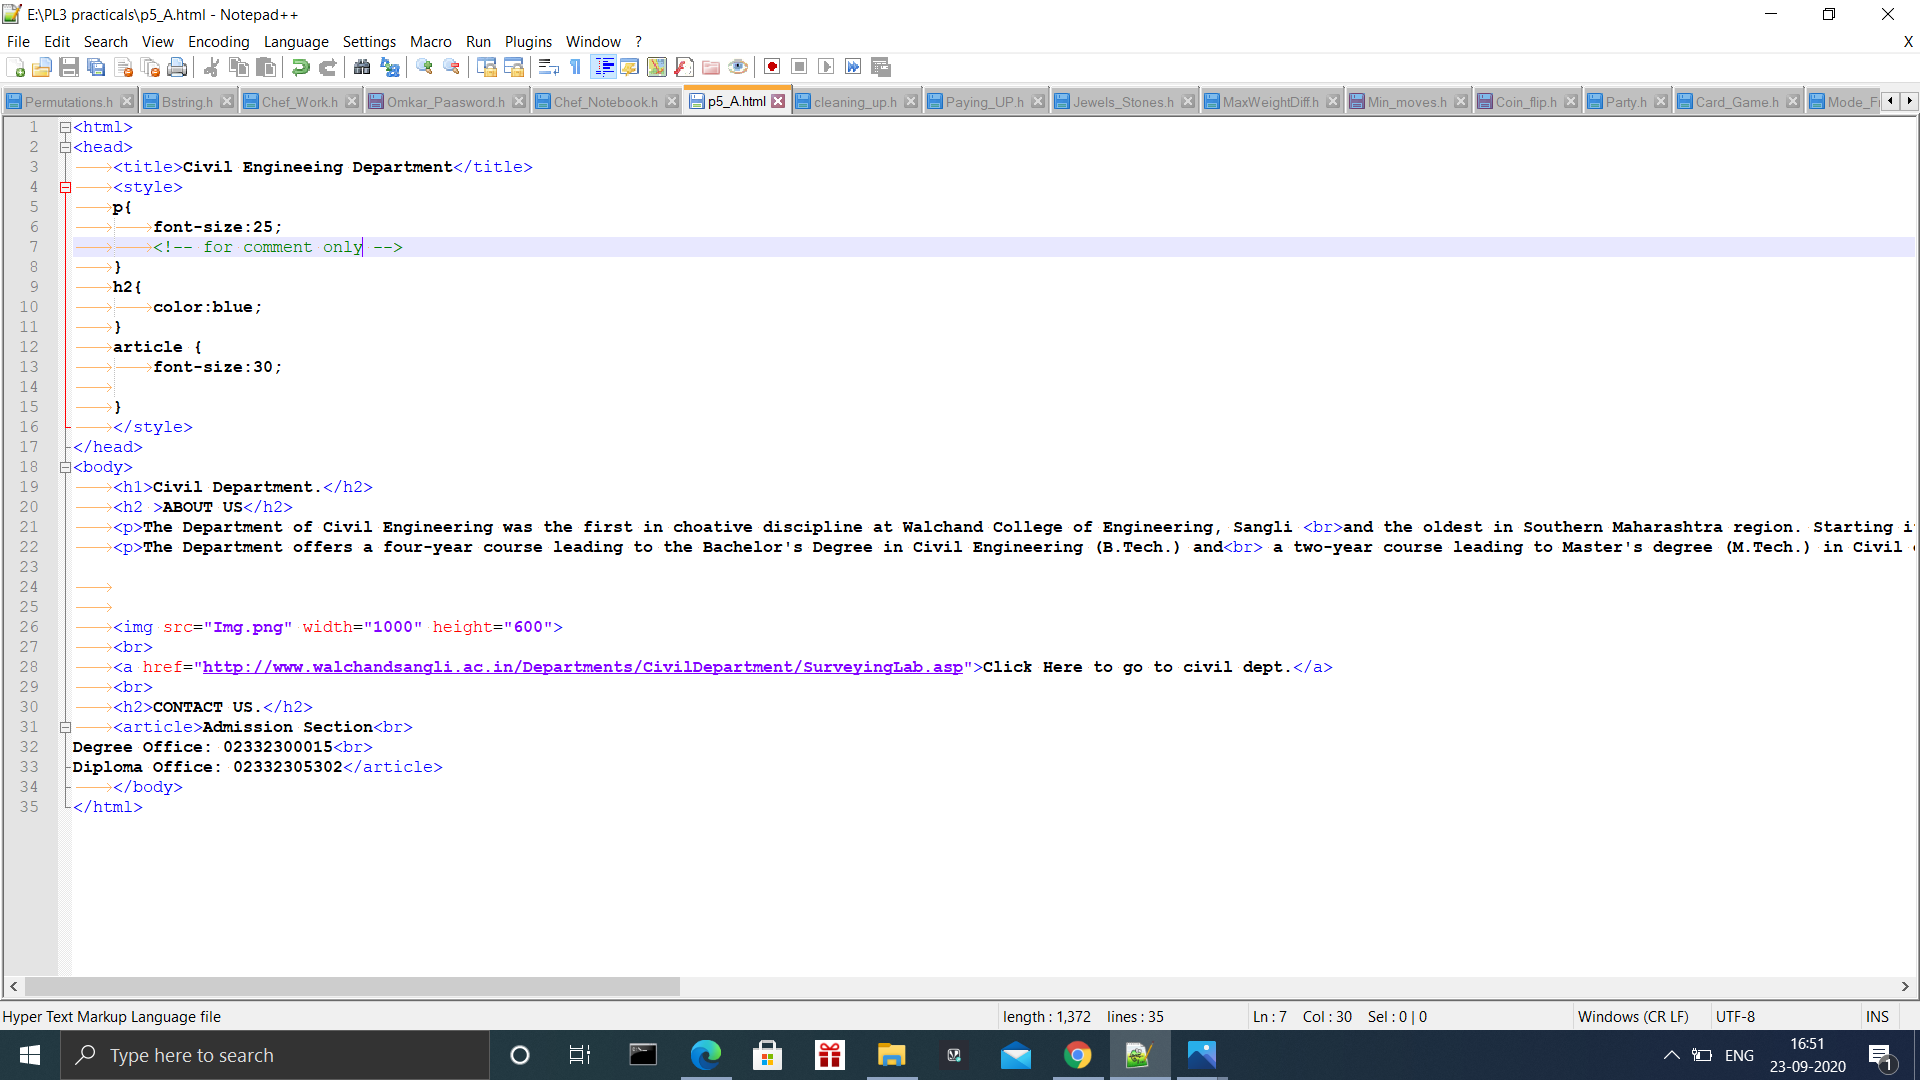 E:\PL3 practicals\p5_A.html - Notepad++
File Edit Search View Encoding Language Settings Macro Run Plugins Window ? X
Permutations.h Bstring.h Chef_Work.h Omkar_Paasword.h Chef_Notebook.h p5_A.html cleaning_up.h Paying_UP.h Jewels_Stones.h MaxWeightDiff.h Min_moves.h Coin_flip.h Party.h Card_Game.h
1 <html>
2 <head>
3 <title>Civil Engineeing Department</title>
4 <style>
5 p{
6 font-size:25;
7 <!-- for comment only -->
8 }
9 h2{
10 color:blue;
11 }
12 article {
13 font-size:30;
14
15 }
16 </style>
17 </head>
18 <body>
19 <h1>Civil Department.</h2>
20 <h2 >ABOUT US</h2>
21 <p>The Department of Civil Engineering was the first in choative discipline at Walchand College of Engineering, Sangli <br>and the oldest in Southern Maharashtra region. Starting
22 <p>The Department offers a four-year course leading to the Bachelor's Degree in Civil Engineering (B.Tech.) and<br> a two-year course leading to Master's degree (M.Tech.) in Civil
23
24
25
26 <img src="Img.png" width="1000" height="600">
27 <br>
28 <a href="http://www.walchandsangli.ac.in/Departments/CivilDepartment/SurveyingLab.asp">Click Here to go to civil dept.</a>
29 <br>
30 <h2>CONTACT US.</h2>
31 <article>Admission Section<br>
32 Degree Office: 02332300015<br>
33 Diploma Office: 02332305302</article>
34 </body>
35 </html>
Hyper Text Markup Language file length : 1,372 lines : 35 Ln : 7 Col : 30 Sel : 0 | 0 Windows (CR LF) UTF-8 INS
Type here to search ENG 16:51
23-09-2020 1